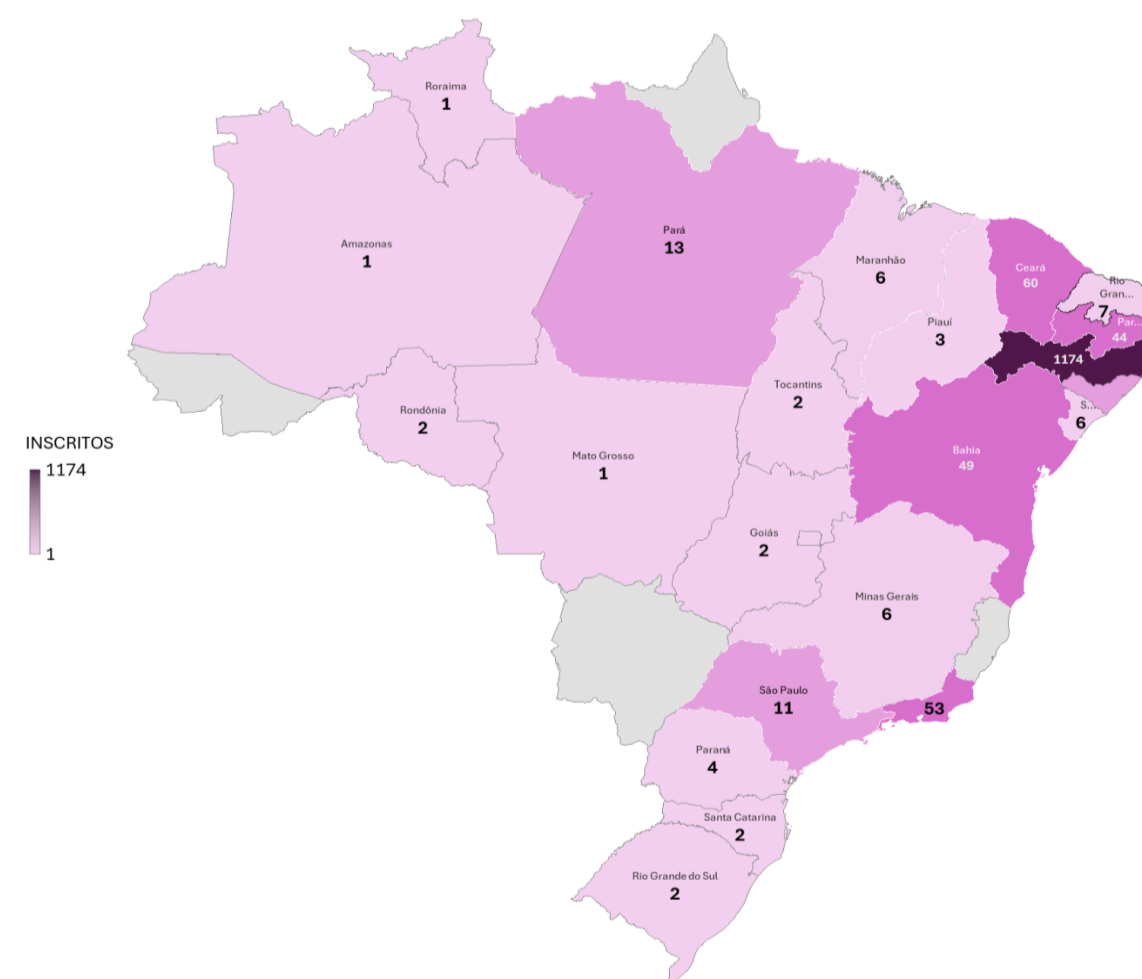 Roraima
1
Amazonas
1
Pará
13
Maranhão
6
Ceará
60
Rio
Gran...
7
Par...
44
Piauí
3
1174
Tocantins
2
S...
6
Rondônia
2
INSCRITOS
1174
1
Mato Grosso
1
Bahia
49
Goiás
2
Minas Gerais
6
São Paulo
11
53
Paraná
4
Santa Catarina
2
Rio Grande do Sul
2